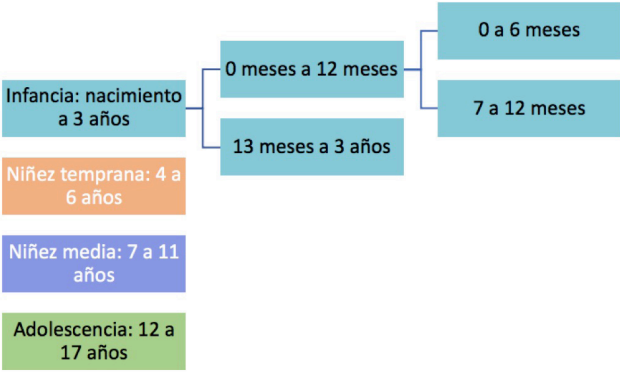 Infancia: nacimiento
a 3 años
0 meses a 12 meses
0 a 6 meses
7 a 12 meses
13 meses a 3 años
Niñez temprana: 4 a
6 años
Niñez media: 7 a 11
años
Adolescencia: 12 a
17 años